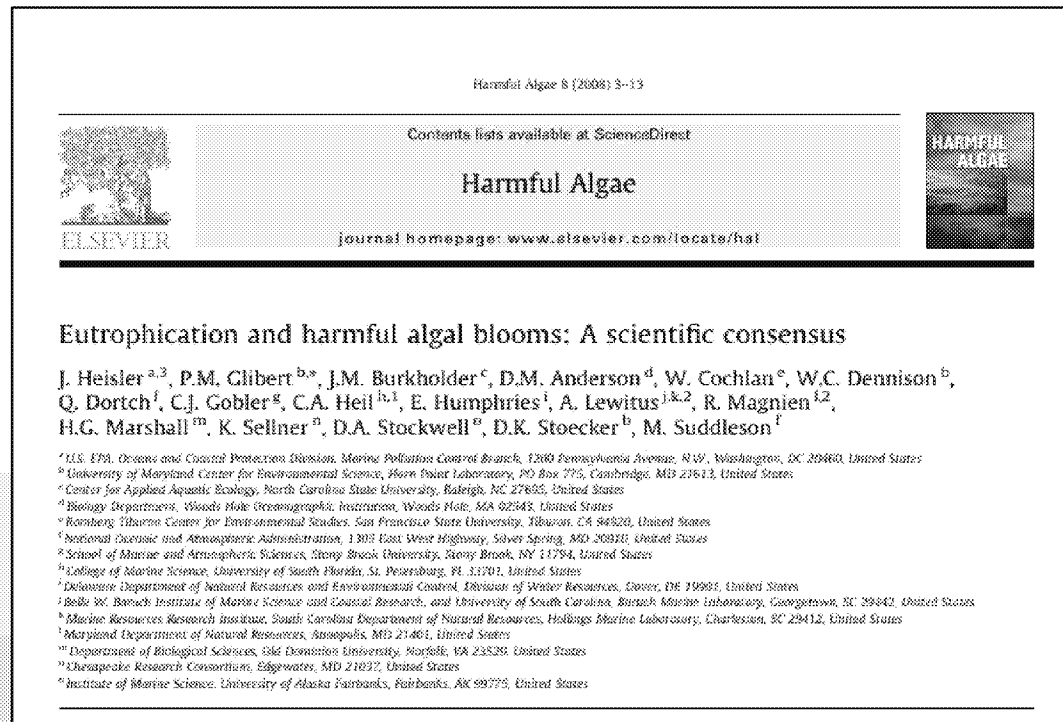 Harmful Algae 8 (2008) 3–13
Contents lists available at ScienceDirect
Harmful Algae
journal homepage: www.elsevier.com/locate/hal
ELSEVIER
HARMFUL
ALGAE
Eutrophication and harmful algal blooms: A scientific consensus
J. Heisler a,3, P.M. Glibert b,*, J.M. Burkholder c, D.M. Anderson d, W. Cochlan e, W.C. Dennison b,
Q. Dortch f, C.J. Gobler g, C.A. Heil h,1, E. Humphries i, A. Lewitus j,k,2, R. Magnien f,2,
H.G. Marshall m, K. Sellner n, D.A. Stockwell o, D.K. Stoecker b, M. Suddleson f
a U.S. EPA, Oceans and Coastal Protection Division, Marine Pollution Control Branch, 1200 Pennsylvania Avenue, N.W., Washington, DC 20460, United States
b University of Maryland Center for Environmental Science, Horn Point Laboratory, PO Box 775, Cambridge, MD 21613, United States
c Center for Applied Aquatic Ecology, North Carolina State University, Raleigh, NC 27695, United States
d Biology Department, Woods Hole Oceanographic Institution, Woods Hole, MA 02543, United States
e Romberg Tiburon Center for Environmental Studies, San Francisco State University, Tiburon, CA 94920, United States
f National Oceanic and Atmospheric Administration, 1305 East West Highway, Silver Spring, MD 20910, United States
g School of Marine and Atmospheric Sciences, Stony Brook University, Stony Brook, NY 11794, United States
h College of Marine Science, University of South Florida, St. Petersburg, FL 33701, United States
i Delaware Department of Natural Resources and Environmental Control, Division of Water Resources, Dover, DE 19901, United States
j Belle W. Baruch Institute of Marine Science and Coastal Research, and University of South Carolina, Baruch Marine Laboratory, Georgetown, SC 29442, United States
k Marine Resources Research Institute, South Carolina Department of Natural Resources, Hollings Marine Laboratory, Charleston, SC 29412, United States
l Maryland Department of Natural Resources, Annapolis, MD 21401, United States
m Department of Biological Sciences, Old Dominion University, Norfolk, VA 23529, United States
n Chesapeake Research Consortium, Edgewater, MD 21037, United States
o Institute of Marine Science, University of Alaska Fairbanks, Fairbanks, AK 99775, United States